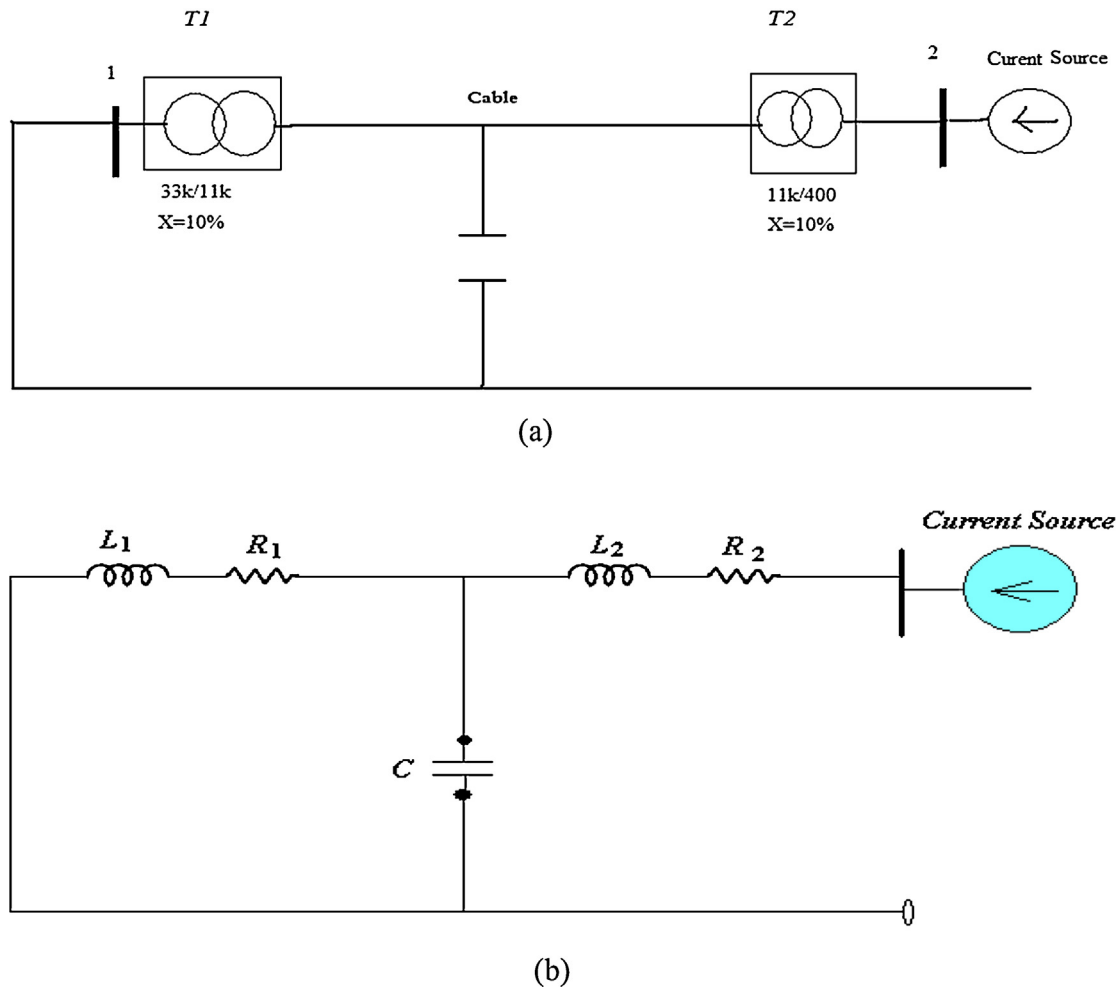 T1
T2
1
2
Curent Source
Cable
33k/11k
X=10%
11k/400
X=10%
(a)
Current Source
L1
R1
L2
R 2
C
(b)